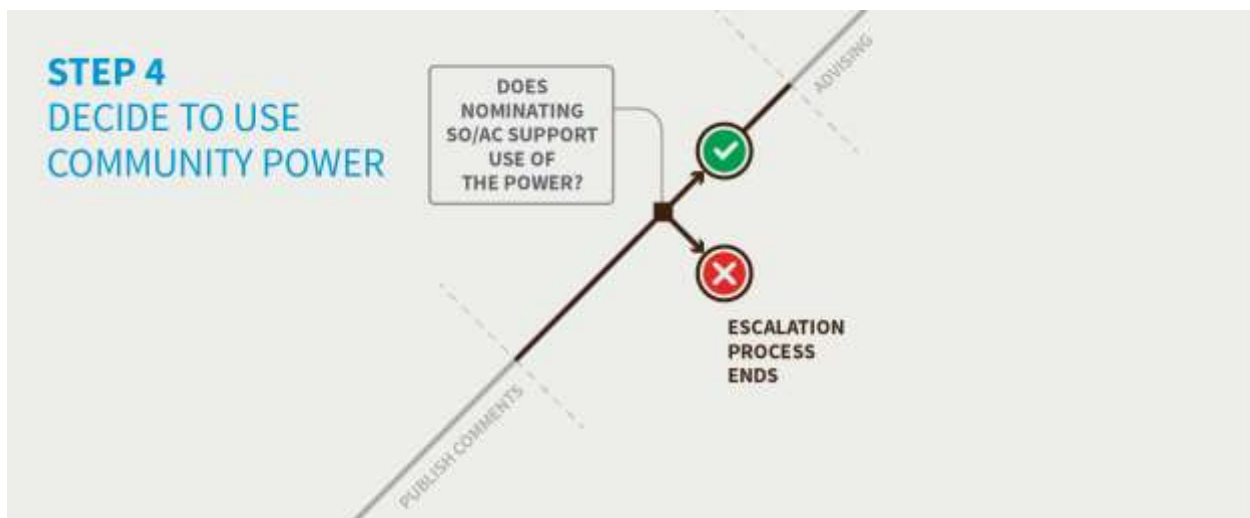 STEP 4
DECIDE TO USE
COMMUNITY POWER
DOES
NOMINATING
SO/AC SUPPORT
USE OF
THE POWER?
ADVISING
ESCALATION
PROCESS
ENDS
PUBLISH COMMENTS